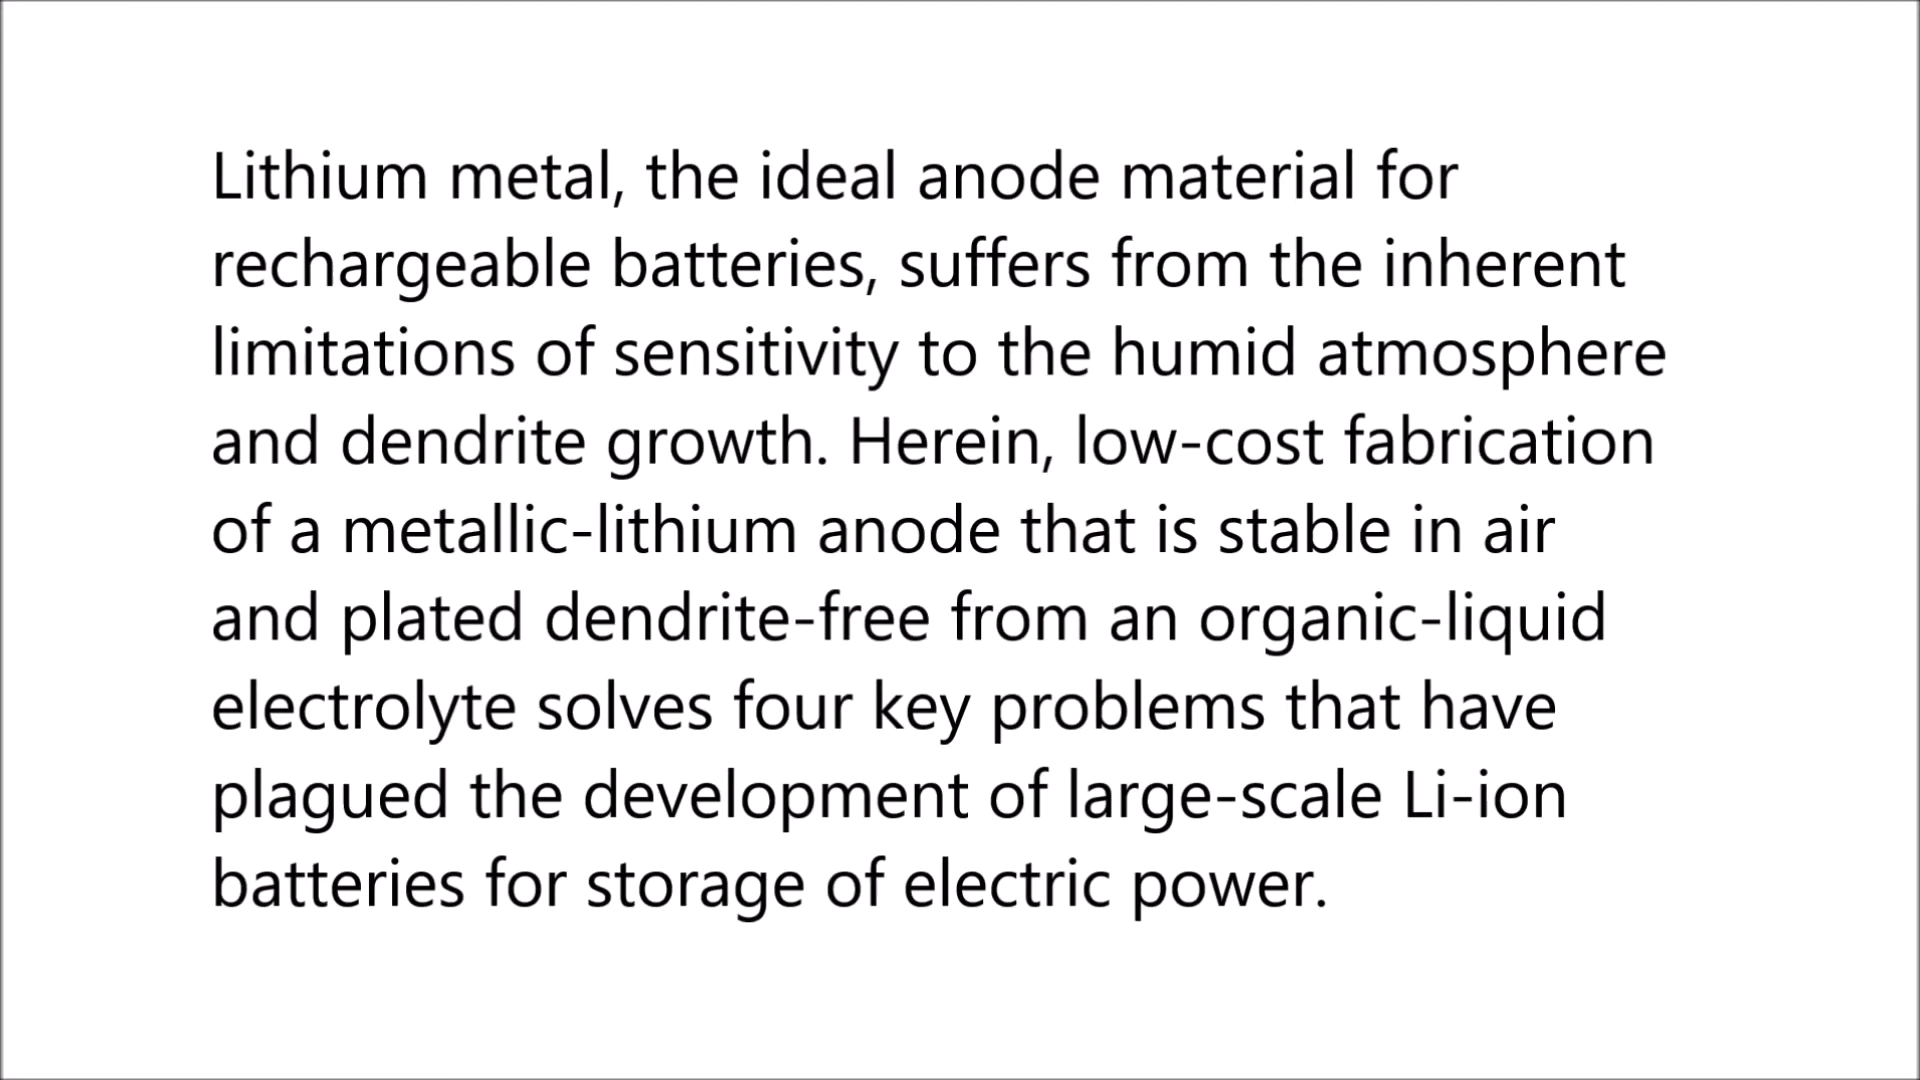 Lithium metal, the ideal anode material for
rechargeable batteries, suffers from the inherent
limitations of sensitivity to the humid atmosphere
and dendrite growth. Herein, low-cost fabrication
of a metallic-lithium anode that is stable in air
and plated dendrite-free from an organic-liquid
electrolyte solves four key problems that have
plagued the development of large-scale Li-ion
batteries for storage of electric power.